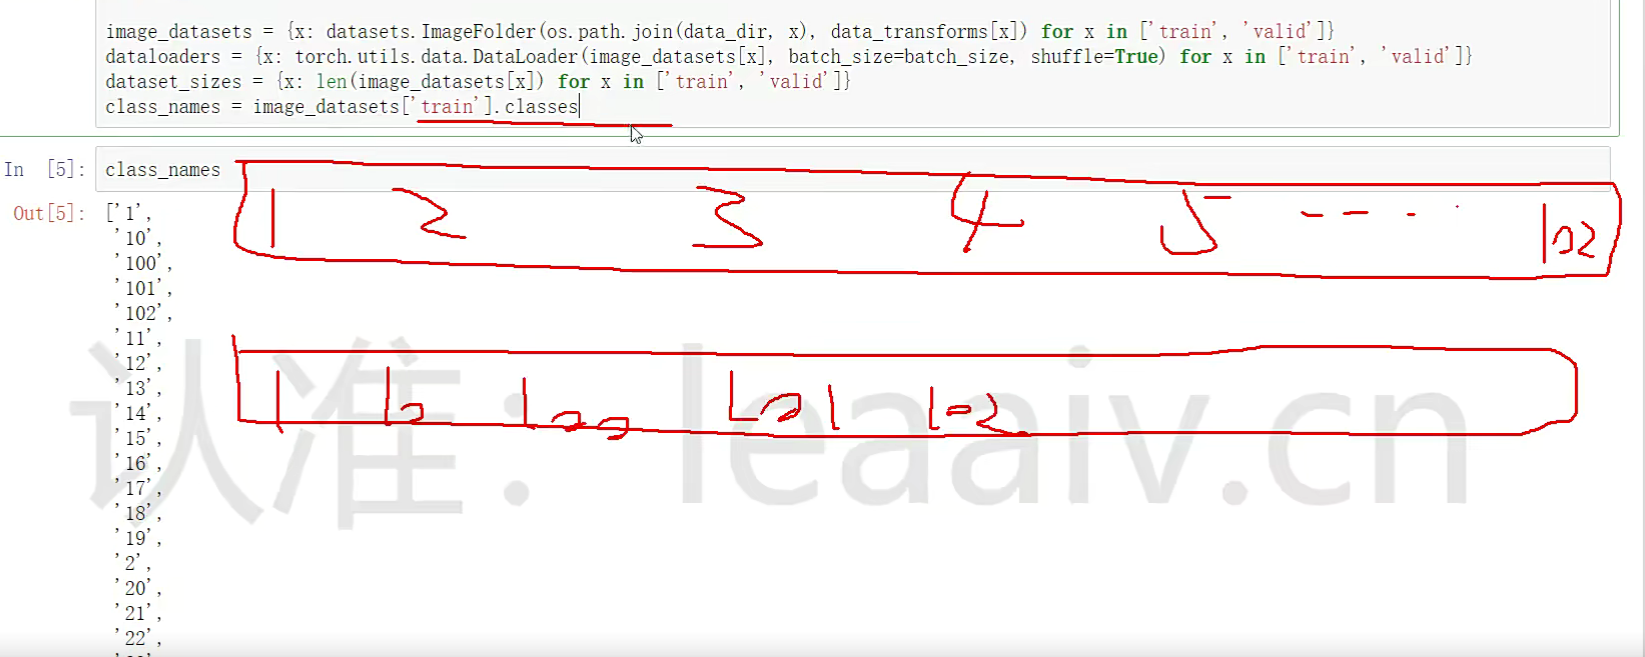 image_datasets = {x: datasets.ImageFolder(os.path.join(data_dir, x), data_transforms[x]) for x in ['train', 'valid']}
dataloaders = {x: torch.utils.data.DataLoader(image_datasets[x], batch_size=batch_size, shuffle=True) for x in ['train', 'valid']}
dataset_sizes = {x: len(image_datasets[x]) for x in ['train', 'valid']}
class_names = image_datasets['train'].classes
In [5]: class_names
Out[5]: ['1',
1 2 3 4 5 ---- 102
'10',
'100',
'101',
'102',
'11',
'12',
'13',
1 10 100 101 102
'14',
认准：leaaiv.cn
'15',
'16',
'17',
'18',
'19',
'2',
'20',
'21',
'22',